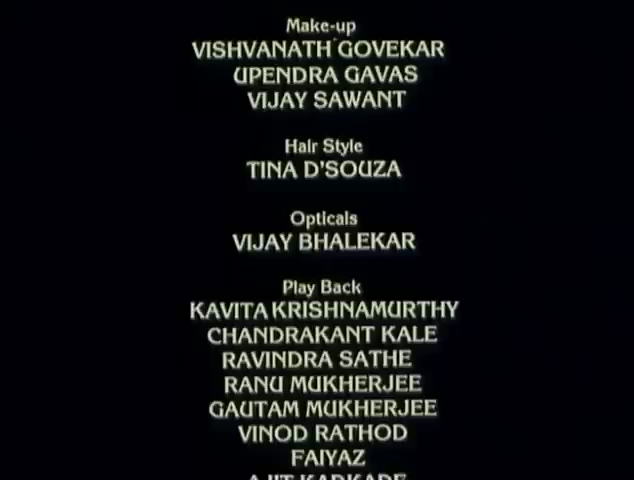 Make-up
VISHVANATH GOVEKAR
UPENDRA GAVAS
VIJAY SAWANT
Hair Style
TINA D'SOUZA
Opticals
VIJAY BHALEKAR
Play Back
KAVITA KRISHNAMURTHY
CHANDRAKANT KALE
RAVINDRA SATHE
RANU MUKHERJEE
GAUTAM MUKHERJEE
VINOD RATHOD
FAIYAZ